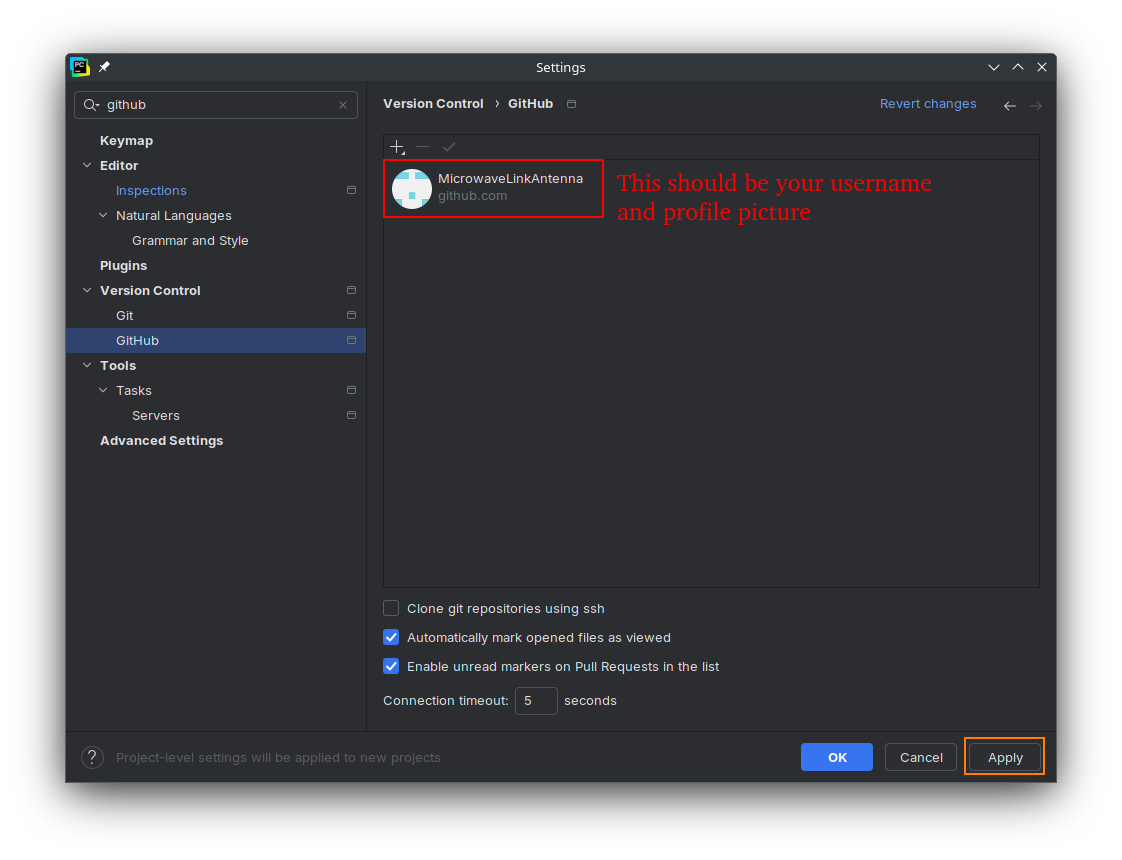 PC
Settings
github
Keymap
Editor
Inspections
Natural Languages
Grammar and Style
Plugins
Version Control
Git
GitHub
Tools
Tasks
Servers
Advanced Settings
Version Control › GitHub
Revert changes
MicrowaveLinkAntenna
github.com
This should be your username
and profile picture
Clone git repositories using ssh
Automatically mark opened files as viewed
Enable unread markers on Pull Requests in the list
Connection timeout: 5 seconds
? Project-level settings will be applied to new projects
OK Cancel Apply